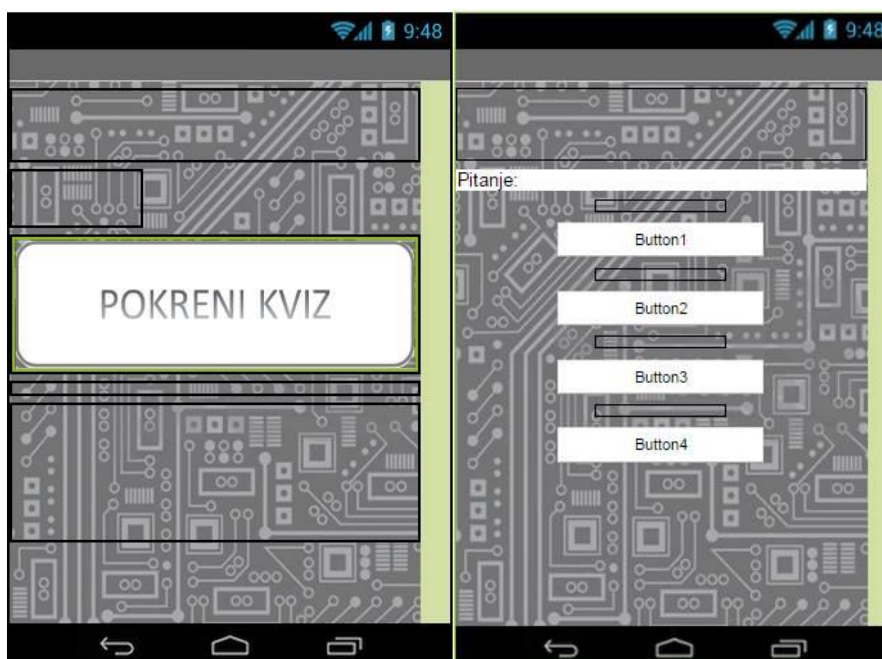 9:48
POKRENI KVIZ
9:48
Pitanje:
Button1
Button2
Button3
Button4